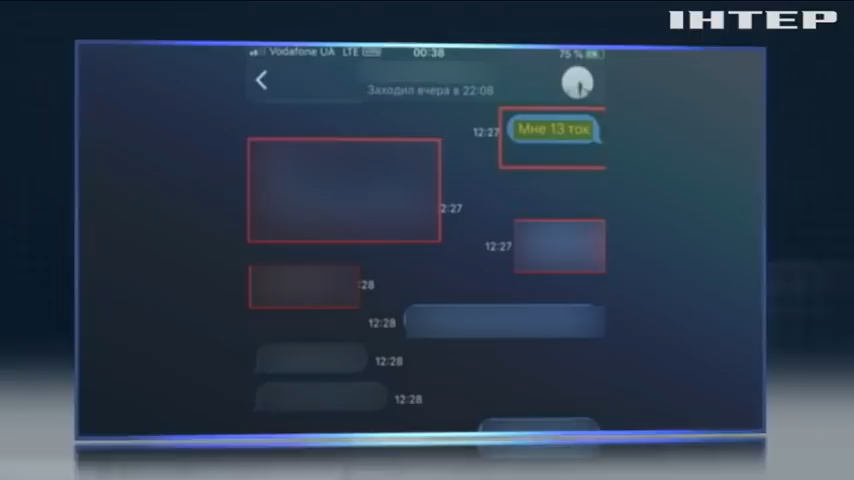 ІНТЕР
Vodafone UA LTE 00:38 75 %
Заходил вчера в 22:08
12:27 Мне 13 ток
2:27
12:27
:28
12:28
12:28
12:28